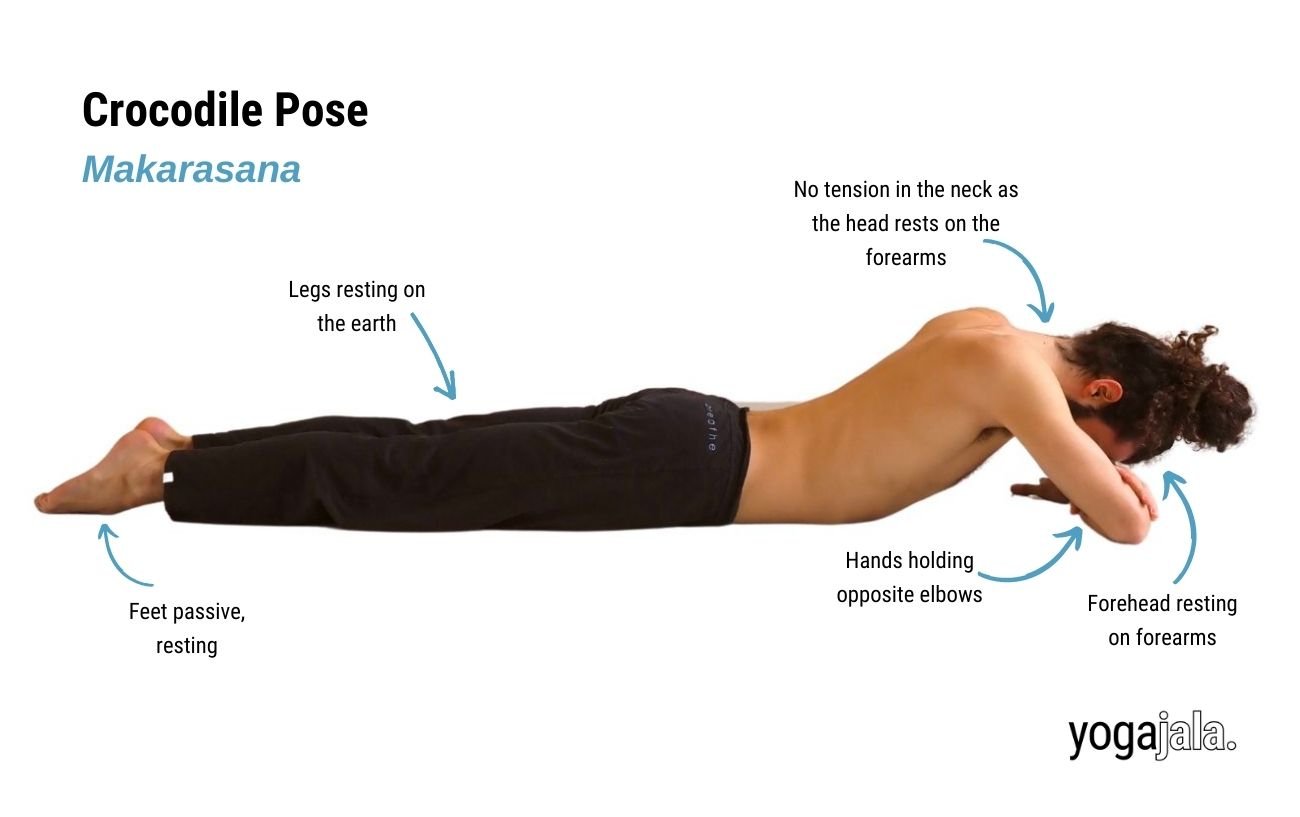 Crocodile Pose
Makarasana
No tension in the neck as
the head rests on the
forearms
Legs resting on
the earth
breathe
Hands holding
opposite elbows
Forehead resting
on forearms
Feet passive,
resting
yogajala.